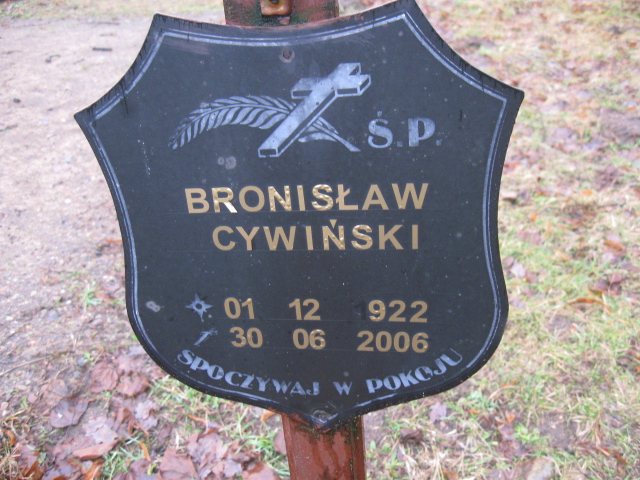 Ś.P.
BRONISŁAW
CYWIŃSKI
01 12 922
30 06 2006
SPOCZYWAJ W POKOJU